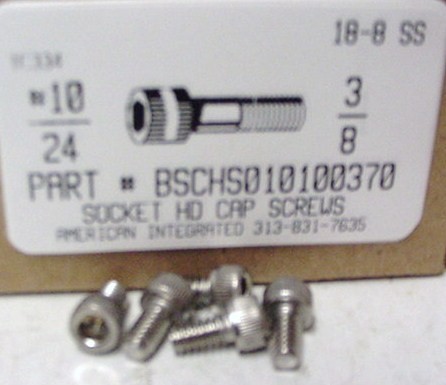 18-8 SS
#10
24
3
8
PART # BSCHS010100370
SOCKET HD CAP SCREWS
AMERICAN INTEGRATED 313-831-7635